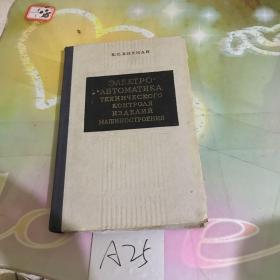 ЭЛЕКТРО-
АВТОМАТИКА
ТЕХНИЧЕСКОГО
КОНТРОЛЯ
ИЗДЕЛИЙ
МАШИНОСТРОЕНИЯ
A25